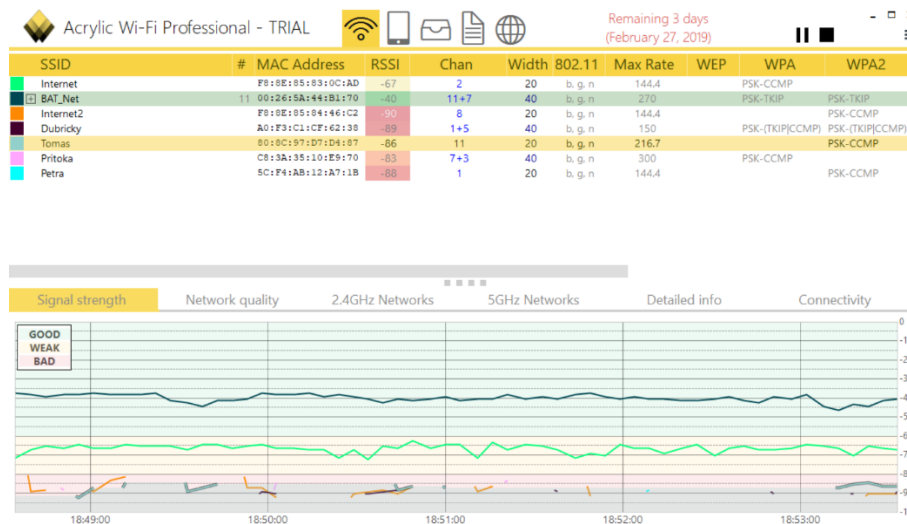 Acrylic Wi-Fi Professional - TRIAL
Remaining 3 days
(February 27, 2019)
SSID # MAC Address RSSI Chan Width 802.11 Max Rate WEP WPA WPA2
Internet F8:8E:85:83:0C:AD -67 2 20 b, g, n 144.4 PSK-CCMP
BAT_Net 11 00:26:5A:44:B1:70 -40 11+7 40 b, g, n 270 PSK-TKIP PSK-TKIP
Internet2 F8:8E:85:84:46:C2 -90 8 20 b, g, n 144.4 PSK-CCMP
Dubricky A0:F3:C1:CF:62:38 -89 1+5 40 b, g, n 150 PSK-(TKIP|CCMP) PSK-(TKIP|CCMP)
Tomas 80:8C:97:D7:D4:87 -86 11 20 b, g, n 216.7 PSK-CCMP
Pritoka C8:3A:35:10:E9:70 -83 7+3 40 b, g, n 300 PSK-CCMP
Petra 5C:F4:AB:12:A7:1B -88 1 20 b, g, n 144.4 PSK-CCMP
Signal strength Network quality 2.4GHz Networks 5GHz Networks Detailed info Connectivity
GOOD
WEAK
BAD
0
-1
-2
-3
-4
-5
-6
-7
-8
-9
-1
18:49:00 18:50:00 18:51:00 18:52:00 18:53:00